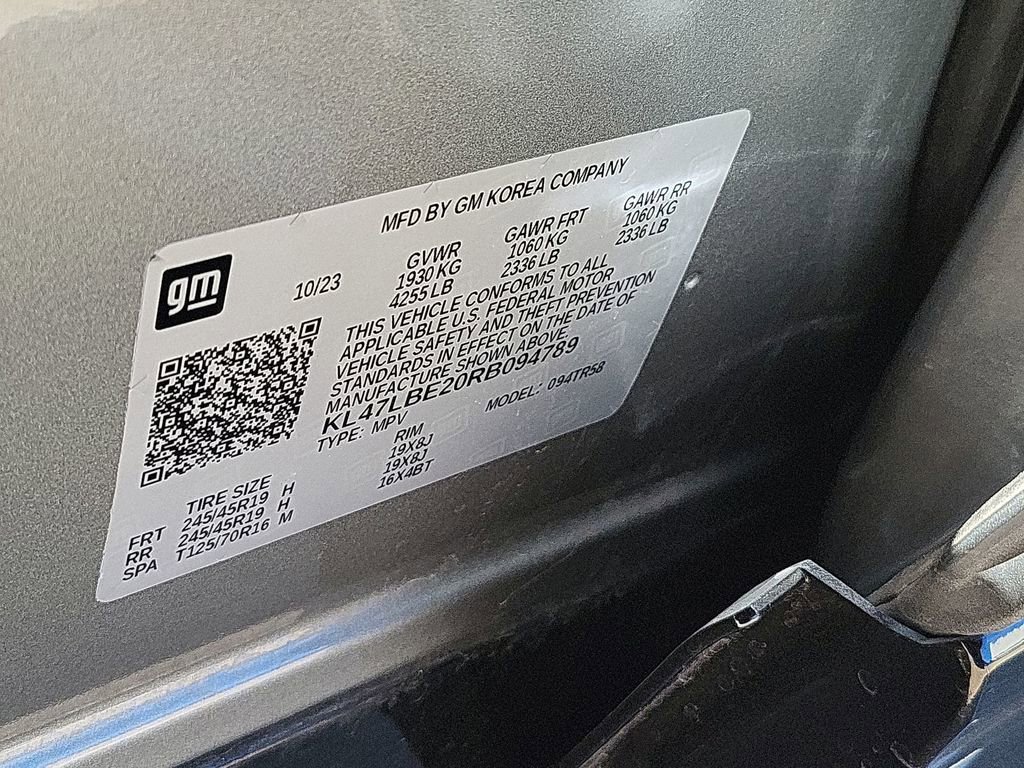 MFD BY GM KOREA COMPANY
gm
10/23
GVWR GAWR FRT GAWR RR
1930 KG 1060 KG 1060 KG
4255 LB 2336 LB 2336 LB
THIS VEHICLE CONFORMS TO ALL
APPLICABLE U.S. FEDERAL MOTOR
VEHICLE SAFETY AND THEFT PREVENTION
STANDARDS IN EFFECT ON THE DATE OF
MANUFACTURE SHOWN ABOVE
KL47LBE20RB094789
TYPE: MPV MODEL: 094TR58
TIRE SIZE RIM
FRT 245/45R19 H 19X8J
RR 245/45R19 H 19X8J
SPA T125/70R16 M 16X4BT